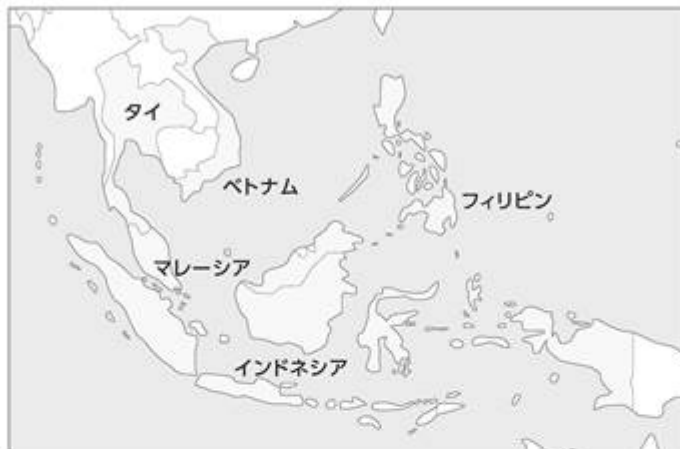 タイ
ベトナム
フィリピン
マレーシア
インドネシア